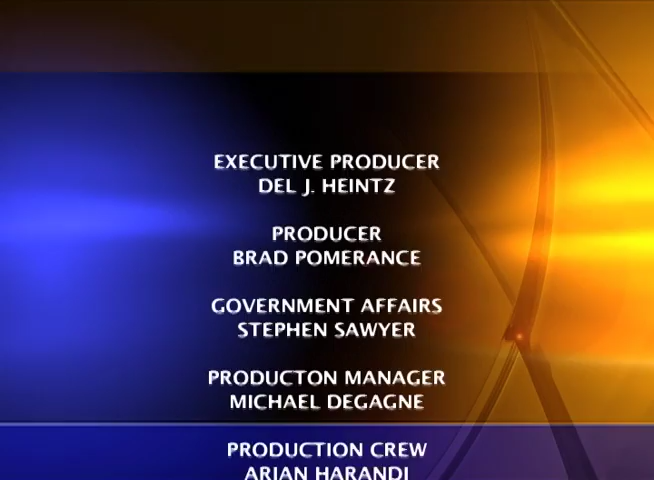 EXECUTIVE PRODUCER
DEL J. HEINTZ
PRODUCER
BRAD POMERANCE
GOVERNMENT AFFAIRS
STEPHEN SAWYER
PRODUCTON MANAGER
MICHAEL DEGAGNE
PRODUCTION CREW
ARIAN HARANDI